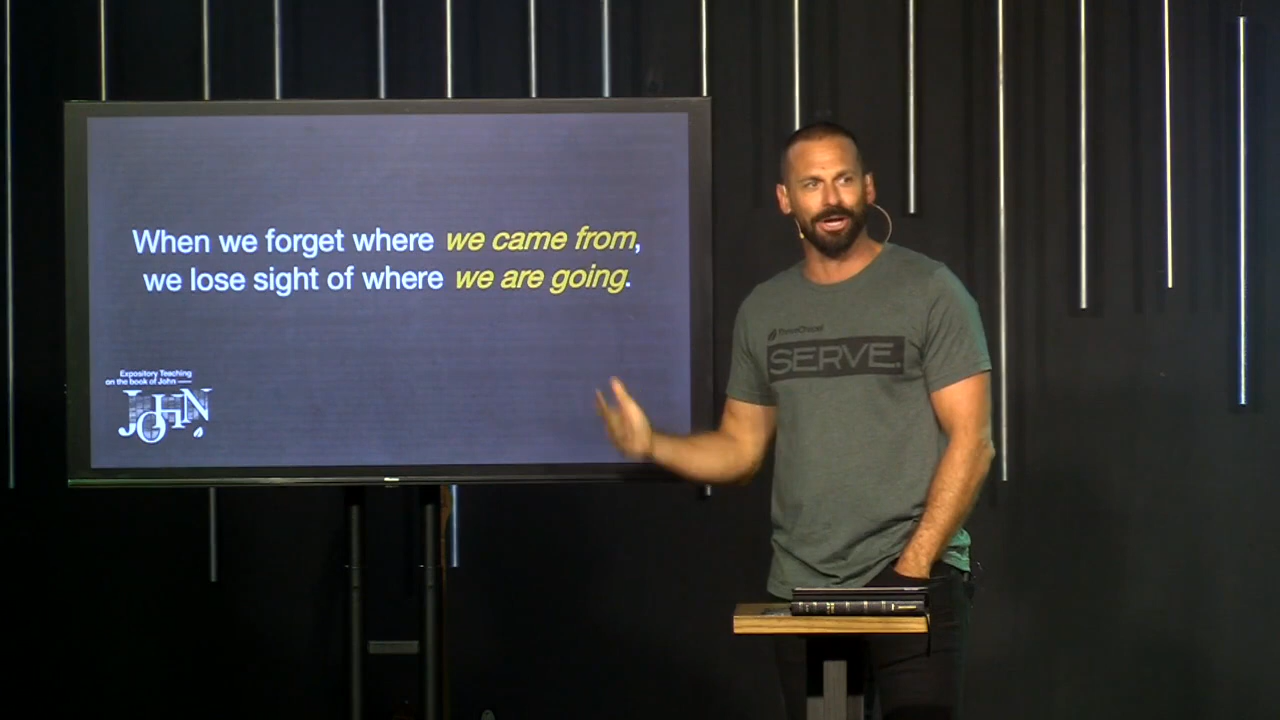 When we forget where we came from,
we lose sight of where we are going.
Expository Teaching
on the book of John
JOHN
SERVE.